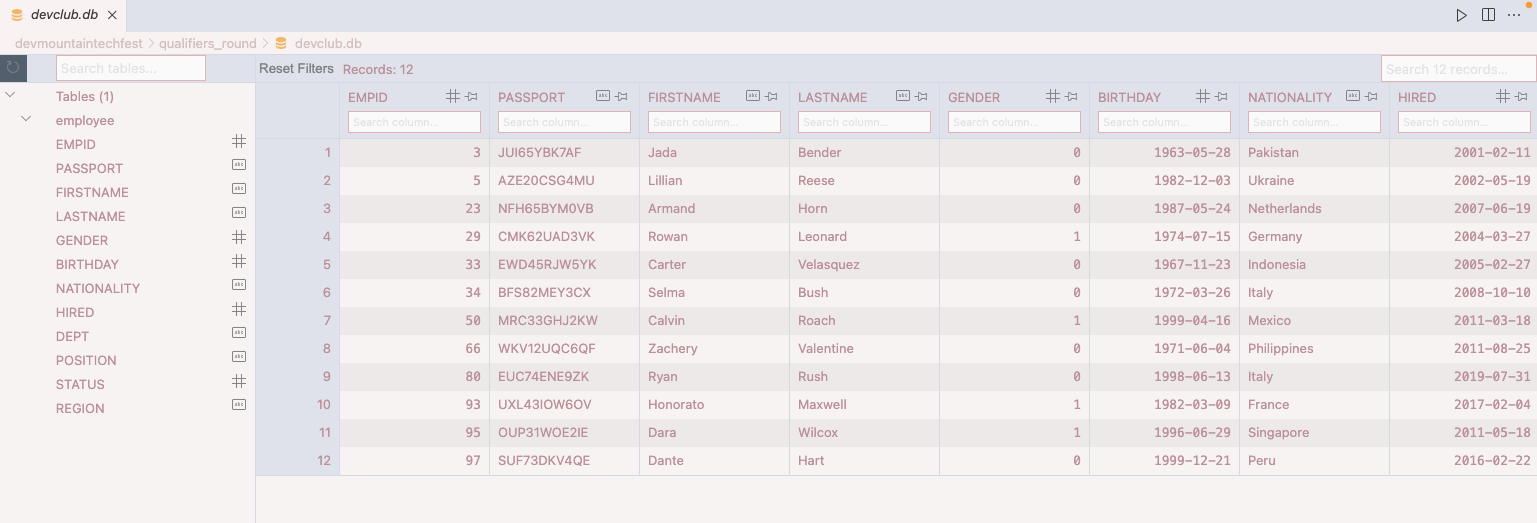 devclub.db
devmountaintechfest > qualifiers_round > devclub.db
Search tables...
Reset Filters Records: 12
Search 12 records...
Tables (1)
employee
EMPID
PASSPORT
FIRSTNAME
LASTNAME
GENDER
BIRTHDAY
NATIONALITY
HIRED
DEPT
POSITION
STATUS
REGION
EMPID PASSPORT FIRSTNAME LASTNAME GENDER BIRTHDAY NATIONALITY HIRED
Search column... Search column... Search column... Search column... Search column... Search column... Search column... Search column...
1 3 JUI65YBK7AF Jada Bender 0 1963-05-28 Pakistan 2001-02-11
2 5 AZE20CSG4MU Lillian Reese 0 1982-12-03 Ukraine 2002-05-19
3 23 NFH65BYM0VB Armand Horn 0 1987-05-24 Netherlands 2007-06-19
4 29 CMK62UAD3VK Rowan Leonard 1 1974-07-15 Germany 2004-03-27
5 33 EWD45RJW5YK Carter Velasquez 0 1967-11-23 Indonesia 2005-02-27
6 34 BFS82MEY3CX Selma Bush 0 1972-03-26 Italy 2008-10-10
7 50 MRC33GHJ2KW Calvin Roach 1 1999-04-16 Mexico 2011-03-18
8 66 WKV12UQC6QF Zachery Valentine 0 1971-06-04 Philippines 2011-08-25
9 80 EUC74ENE9ZK Ryan Rush 0 1998-06-13 Italy 2019-07-31
10 93 UXL43IOW6OV Honorato Maxwell 1 1982-03-09 France 2017-02-04
11 95 OUP31WOE2IE Dara Wilcox 1 1996-06-29 Singapore 2011-05-18
12 97 SUF73DKV4QE Dante Hart 0 1999-12-21 Peru 2016-02-22